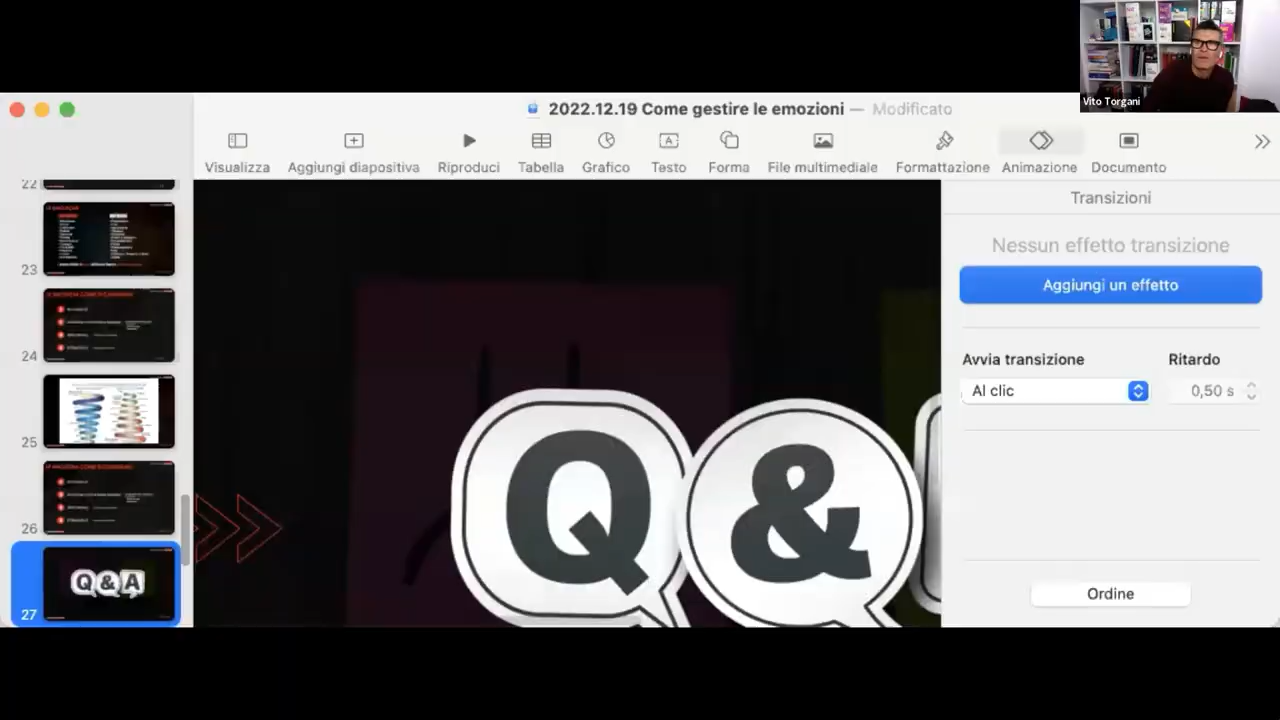 Vito Torgani
2022.12.19 Come gestire le emozioni — Modificato
Visualizza
Aggiungi diapositiva
Riproduci
Tabella
Grafico
Testo
Forma
File multimediale
Formattazione
Animazione
Documento
22
23
24
25
26
Q&A
27
Q&
Transizioni
Nessun effetto transizione
Aggiungi un effetto
Avvia transizione
Ritardo
Al clic
0,50 s
Ordine